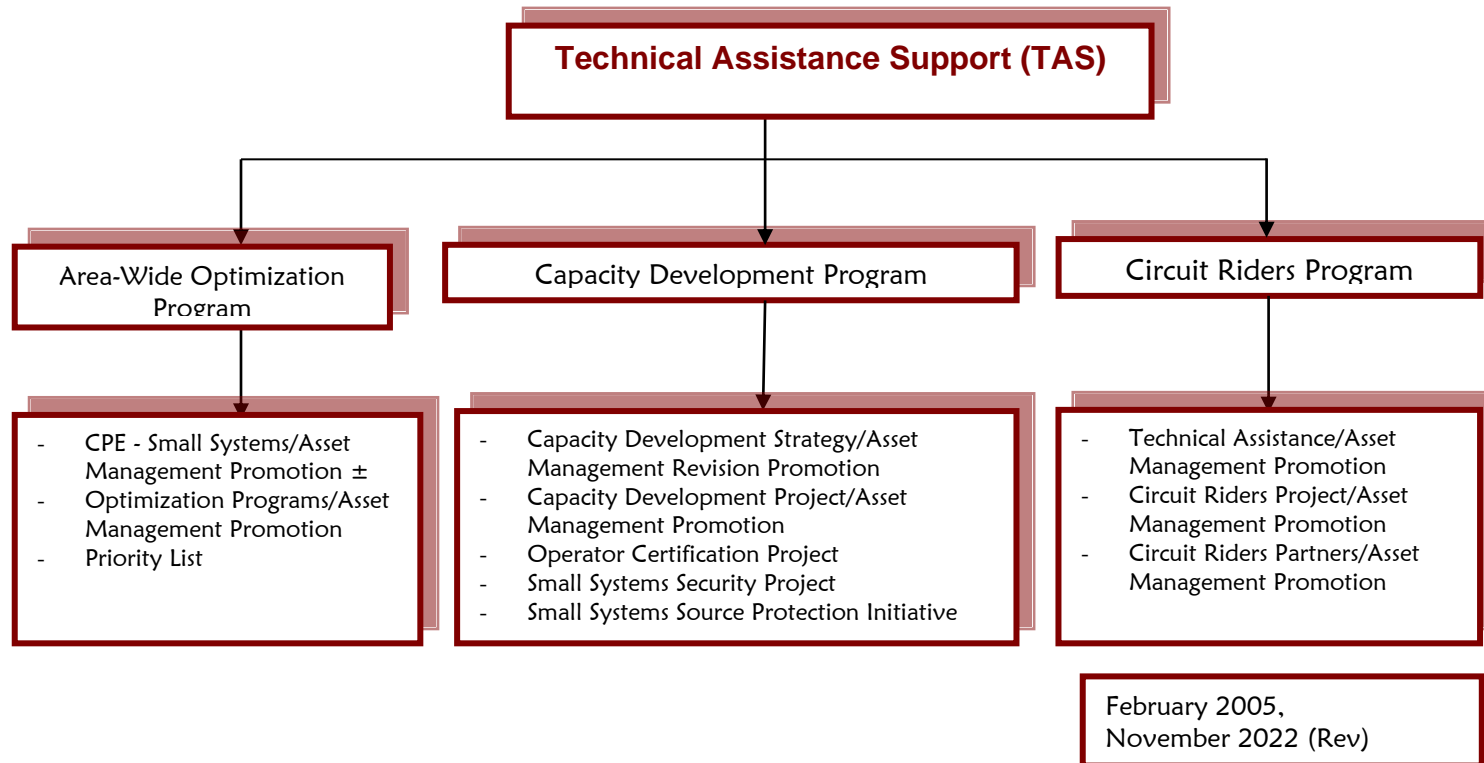 Technical Assistance Support (TAS)
Area-Wide Optimization
Program
Capacity Development Program
Circuit Riders Program
- CPE - Small Systems/Asset
Management Promotion ±
- Optimization Programs/Asset
Management Promotion
- Priority List
- Capacity Development Strategy/Asset
Management Revision Promotion
- Capacity Development Project/Asset
Management Promotion
- Operator Certification Project
- Small Systems Security Project
- Small Systems Source Protection Initiative
- Technical Assistance/Asset
Management Promotion
- Circuit Riders Project/Asset
Management Promotion
- Circuit Riders Partners/Asset
Management Promotion
February 2005,
November 2022 (Rev)